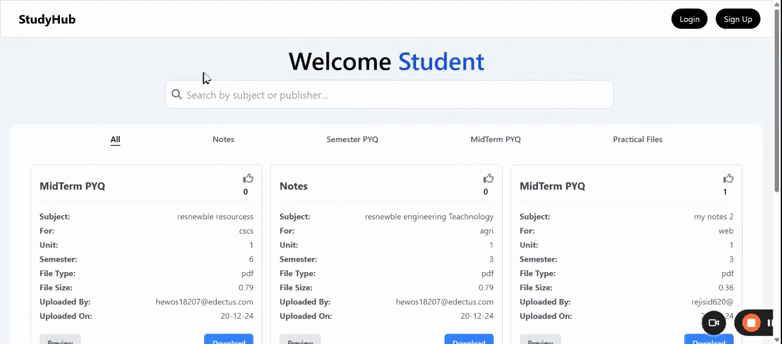 StudyHub
Login
Sign Up
Welcome Student
Search by subject or publisher...
All
Notes
Semester PYQ
MidTerm PYQ
Practical Files
MidTerm PYQ
0
Subject: resnewble resourcess
For: cscs
Unit: 1
Semester: 6
File Type: pdf
File Size: 0.79
Uploaded By: hewos18207@edectus.com
Uploaded On: 20-12-24
Preview
Download
Notes
0
Subject: resnewble engineering Teachnology
For: agri
Unit: 1
Semester: 3
File Type: pdf
File Size: 0.79
Uploaded By: hewos18207@edectus.com
Uploaded On: 20-12-24
Preview
Download
MidTerm PYQ
1
Subject: my notes 2
For: web
Unit: 1
Semester: 3
File Type: pdf
File Size: 0.36
Uploaded By: rejisid620@
Uploaded On:
Preview
Download